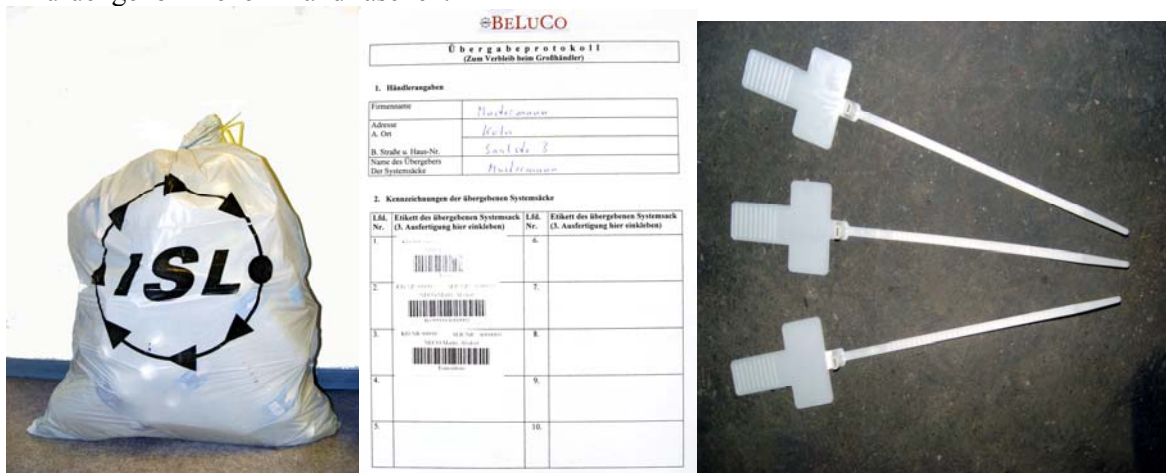 ISL
BELUCO
Übergabeprotokoll
(Zum Verbleib beim Großhändler)
1. Händlerangaben
Firmenname
Mustermann
Adresse
A. Ort
Köln
B. Straße u. Haus-Nr.
3
Name des Übergebers
Der Systemsäcke
Mustermann
2. Kennzeichnungen der übergebenen Systemsäcke
Lfd. Nr. Etikett des übergebenen Systemsack (3. Ausfertigung hier einkleben) Lfd. Nr. Etikett des übergebenen Systemsack (3. Ausfertigung hier einkleben)
1. 6.
2. 7.
3. 8.
4. 9.
5. 10.